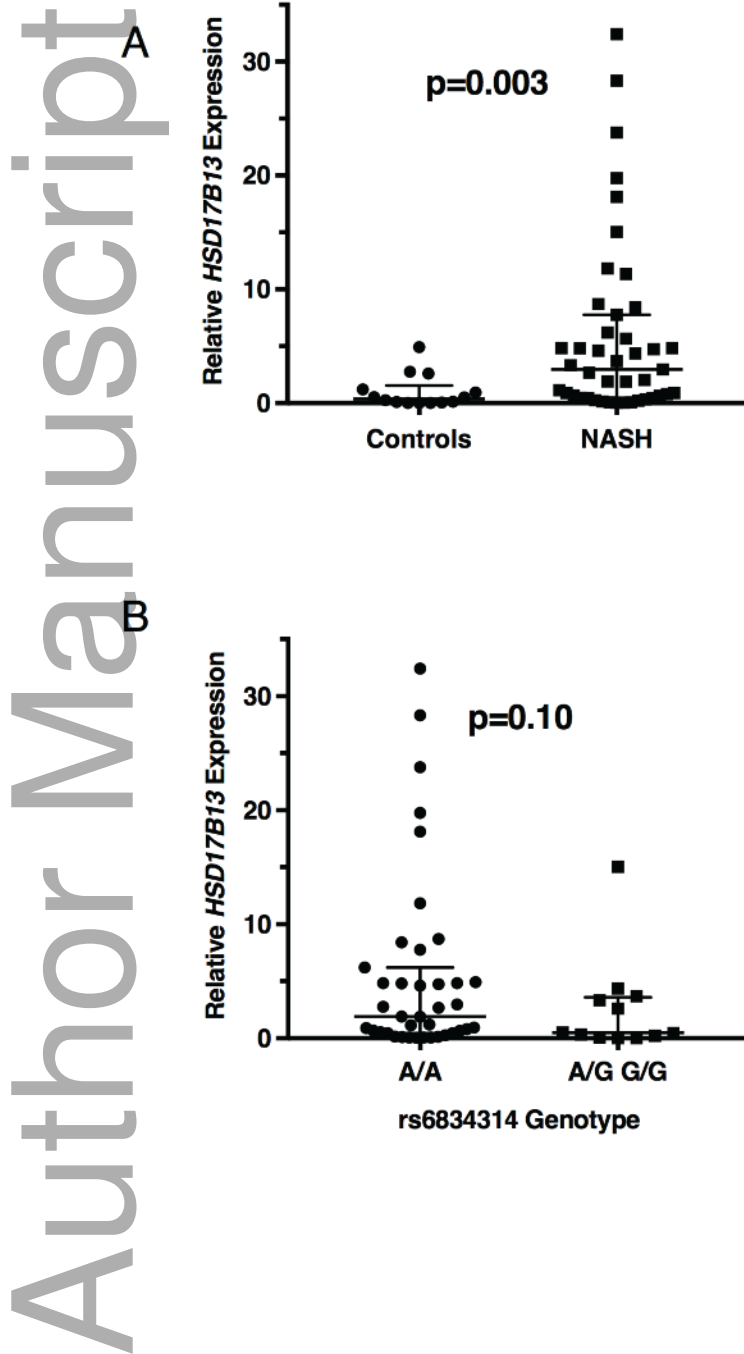 Author Manuscript
A
Relative HSD17B13 Expression
30
20
10
0
p=0.003
Controls
NASH
B
Relative HSD17B13 Expression
30
20
10
0
p=0.10
A/A
A/G G/G
rs6834314 Genotype